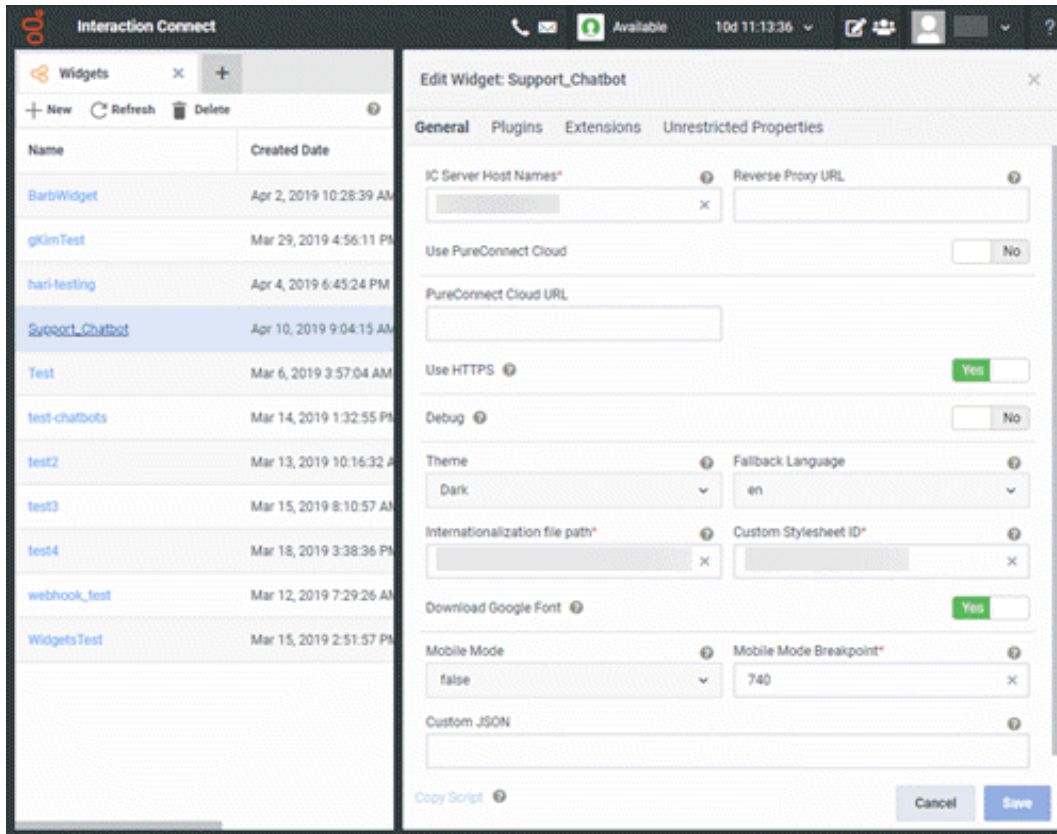 Interaction Connect
Available
10d 11:13:36
?
Widgets
New Refresh Delete
Name Created Date
BarbWidget Apr 2, 2019 10:28:39 AM
gKimTest Mar 29, 2019 4:56:11 PM
hari-testing Apr 4, 2019 6:45:24 PM
Support_Chatbot Apr 10, 2019 9:04:15 AM
Test Mar 6, 2019 3:57:04 AM
test-chatbots Mar 14, 2019 1:32:55 PM
test2 Mar 13, 2019 10:16:32 A
test3 Mar 15, 2019 8:10:57 AM
test4 Mar 18, 2019 3:38:36 PM
webhook_test Mar 12, 2019 7:29:26 AM
WidgetsTest Mar 15, 2019 2:51:57 PM
Edit Widget: Support_Chatbot
General Plugins Extensions Unrestricted Properties
IC Server Host Names* Reverse Proxy URL
Use PureConnect Cloud No
PureConnect Cloud URL
Use HTTPS Yes
Debug No
Theme Fallback Language
Dark en
Internationalization file path* Custom Stylesheet ID*
Download Google Font Yes
Mobile Mode Mobile Mode Breakpoint*
false 740
Custom JSON
Copy Script Cancel Save